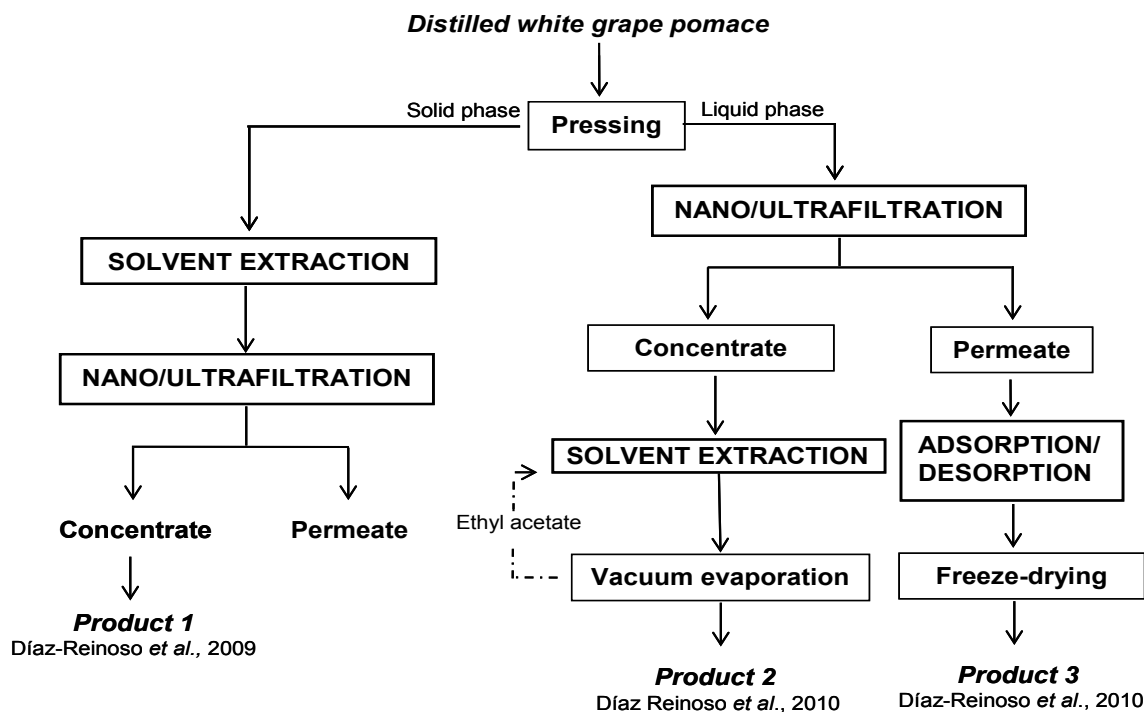 Distilled white grape pomace
Solid phase
Pressing
Liquid phase
NANO/ULTRAFILTRATION
SOLVENT EXTRACTION
NANO/ULTRAFILTRATION
Concentrate
Permeate
Product 1
Díaz-Reinoso et al., 2009
Concentrate
Permeate
SOLVENT EXTRACTION
ADSORPTION/
DESORPTION
Ethyl acetate
Vacuum evaporation
Freeze-drying
Product 2
Díaz Reinoso et al., 2010
Product 3
Díaz-Reinoso et al., 2010